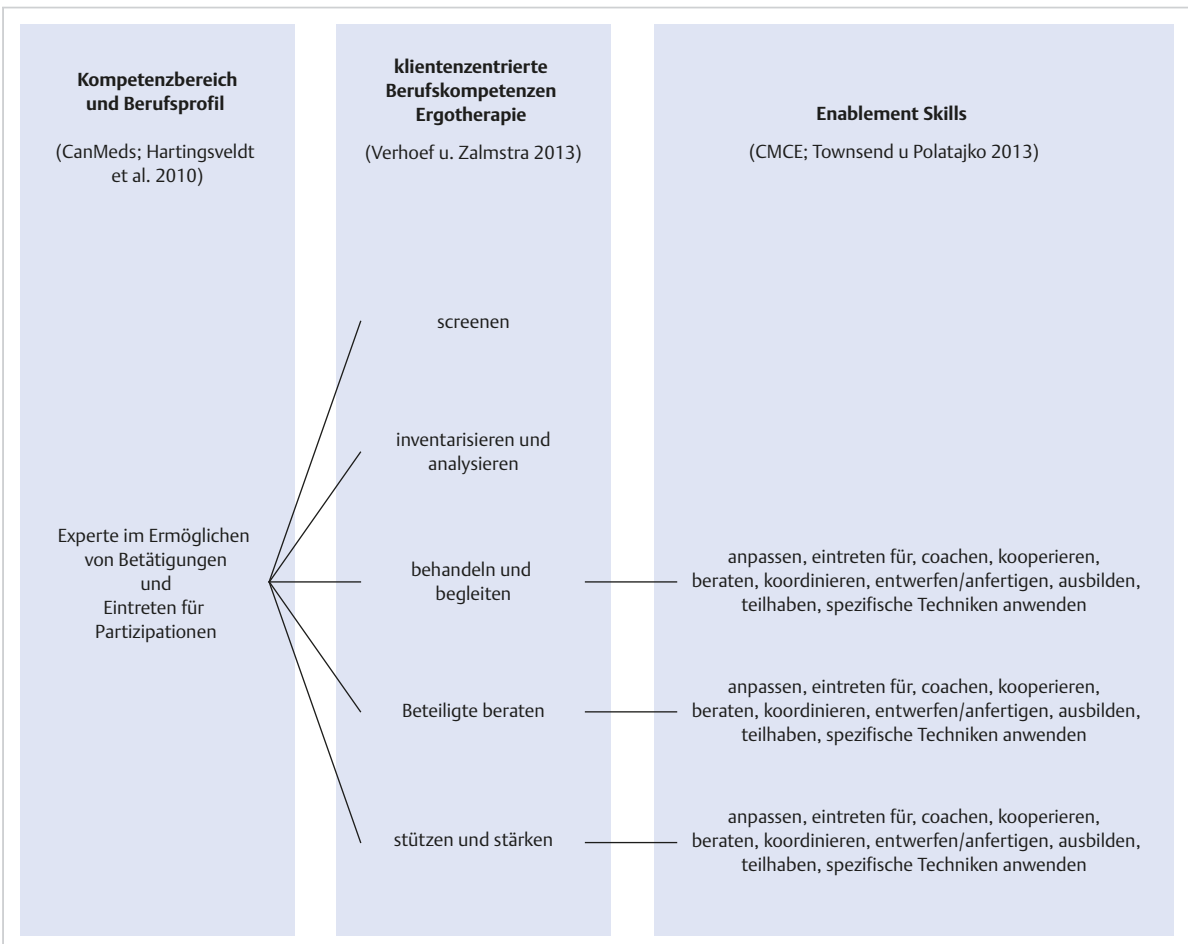 Kompetenzbereich
und Berufsprofil
(CanMeds; Hartingsveldt
et al. 2010)
klientenzentrierte
Berufskompetenzen
Ergotherapie
(Verhoef u. Zalmstra 2013)
Enablement Skills
(CMCE; Townsend u Polatajko 2013)
Experte im Ermöglichen
von Betätigungen
und
Eintreten für
Partizipationen
screenen
inventarisieren und
analysieren
behandeln und
begleiten
anpassen, eintreten für, coachen, kooperieren,
beraten, koordinieren, entwerfen/anfertigen, ausbilden,
teilhaben, spezifische Techniken anwenden
Beteiligte beraten
anpassen, eintreten für, coachen, kooperieren,
beraten, koordinieren, entwerfen/anfertigen, ausbilden,
teilhaben, spezifische Techniken anwenden
stützen und stärken
anpassen, eintreten für, coachen, kooperieren,
beraten, koordinieren, entwerfen/anfertigen, ausbilden,
teilhaben, spezifische Techniken anwenden